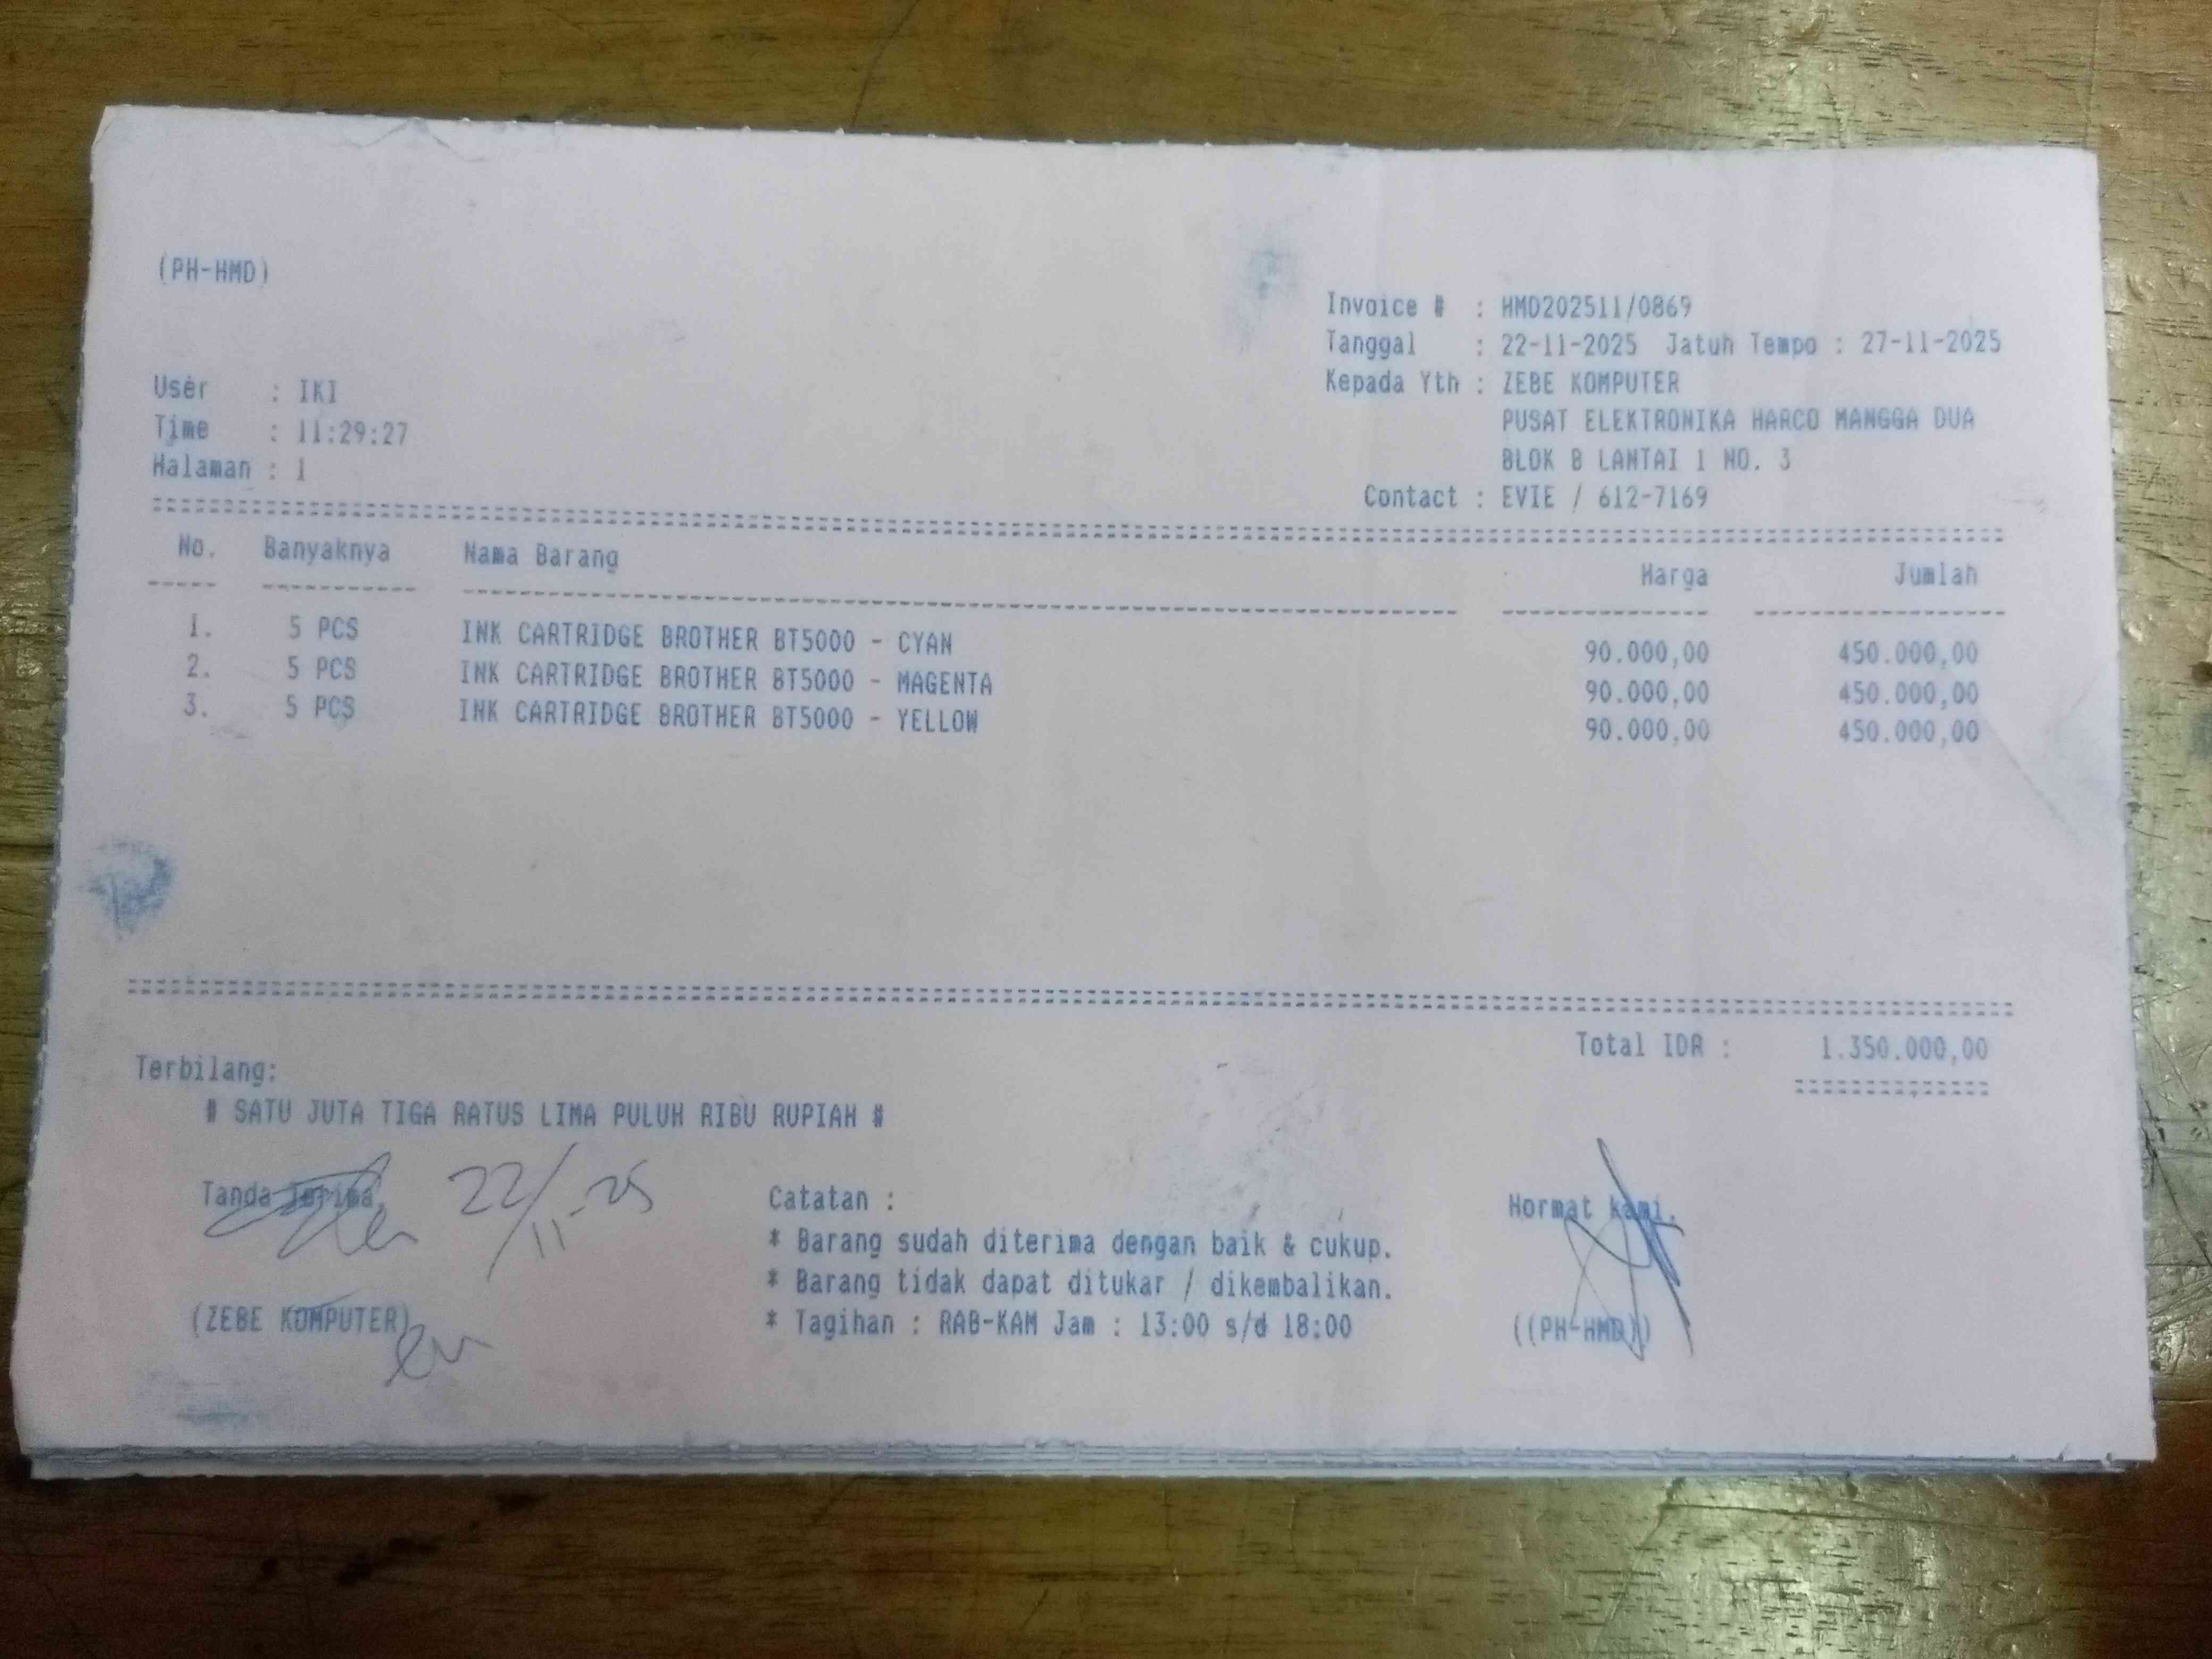 (PH-HMD)
Invoice # : HMD202511/0869
Tanggal : 22-11-2025 Jatuh Tempo : 27-11-2025
User : IKI
Kepada Yth : ZEBE KOMPUTER
Time : 11:29:27
PUSAT ELEKTRONIKA HARCO MANGGA DUA
Halaman : 1
BLOK B LANTAI 1 NO. 3
Contact : EVIE / 612-7169
No. Banyaknya Nama Barang Harga Jumlah
1. 5 PCS INK CARTRIDGE BROTHER BT5000 - CYAN 90.000,00 450.000,00
2. 5 PCS INK CARTRIDGE BROTHER BT5000 - MAGENTA 90.000,00 450.000,00
3. 5 PCS INK CARTRIDGE BROTHER BT5000 - YELLOW 90.000,00 450.000,00
Total IDR : 1.350.000,00
Terbilang:
# SATU JUTA TIGA RATUS LIMA PULUH RIBU RUPIAH #
Tanda Terima, 22/11-25
Catatan :
Hormat kami,
* Barang sudah diterima dengan baik & cukup.
* Barang tidak dapat ditukar / dikembalikan.
* Tagihan : RAB-KAM Jam : 13:00 s/d 18:00
(ZEBE KOMPUTER)
((PH-HMD))